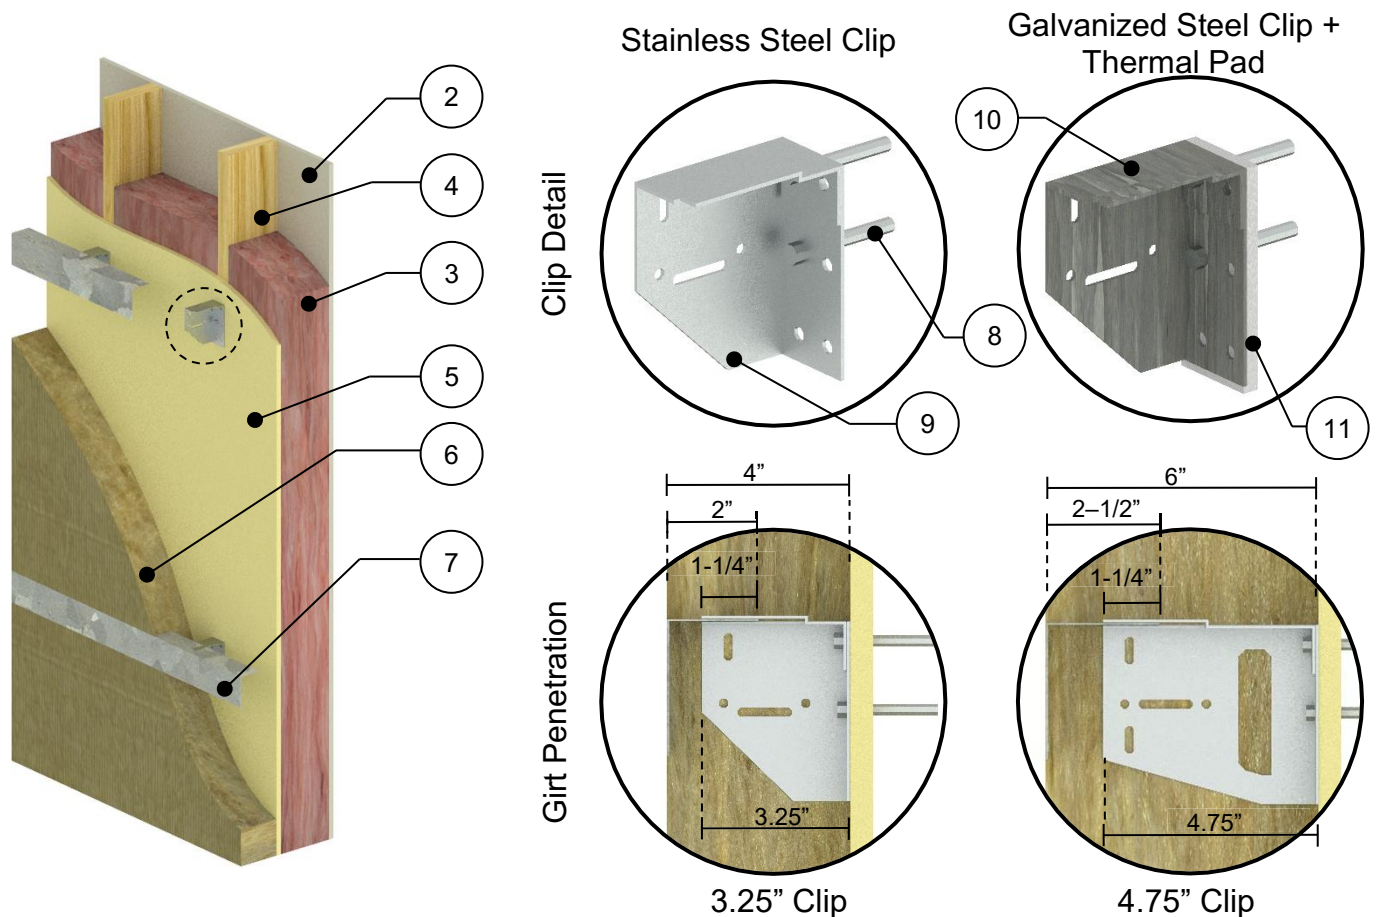 Stainless Steel Clip
Galvanized Steel Clip +
Thermal Pad
Clip Detail
2
4
3
5
6
7
10
8
9
11
Girt Penetration
4”
2”
1-1/4”
3.25”
3.25” Clip
6”
2–1/2”
1-1/4”
4.75”
4.75” Clip